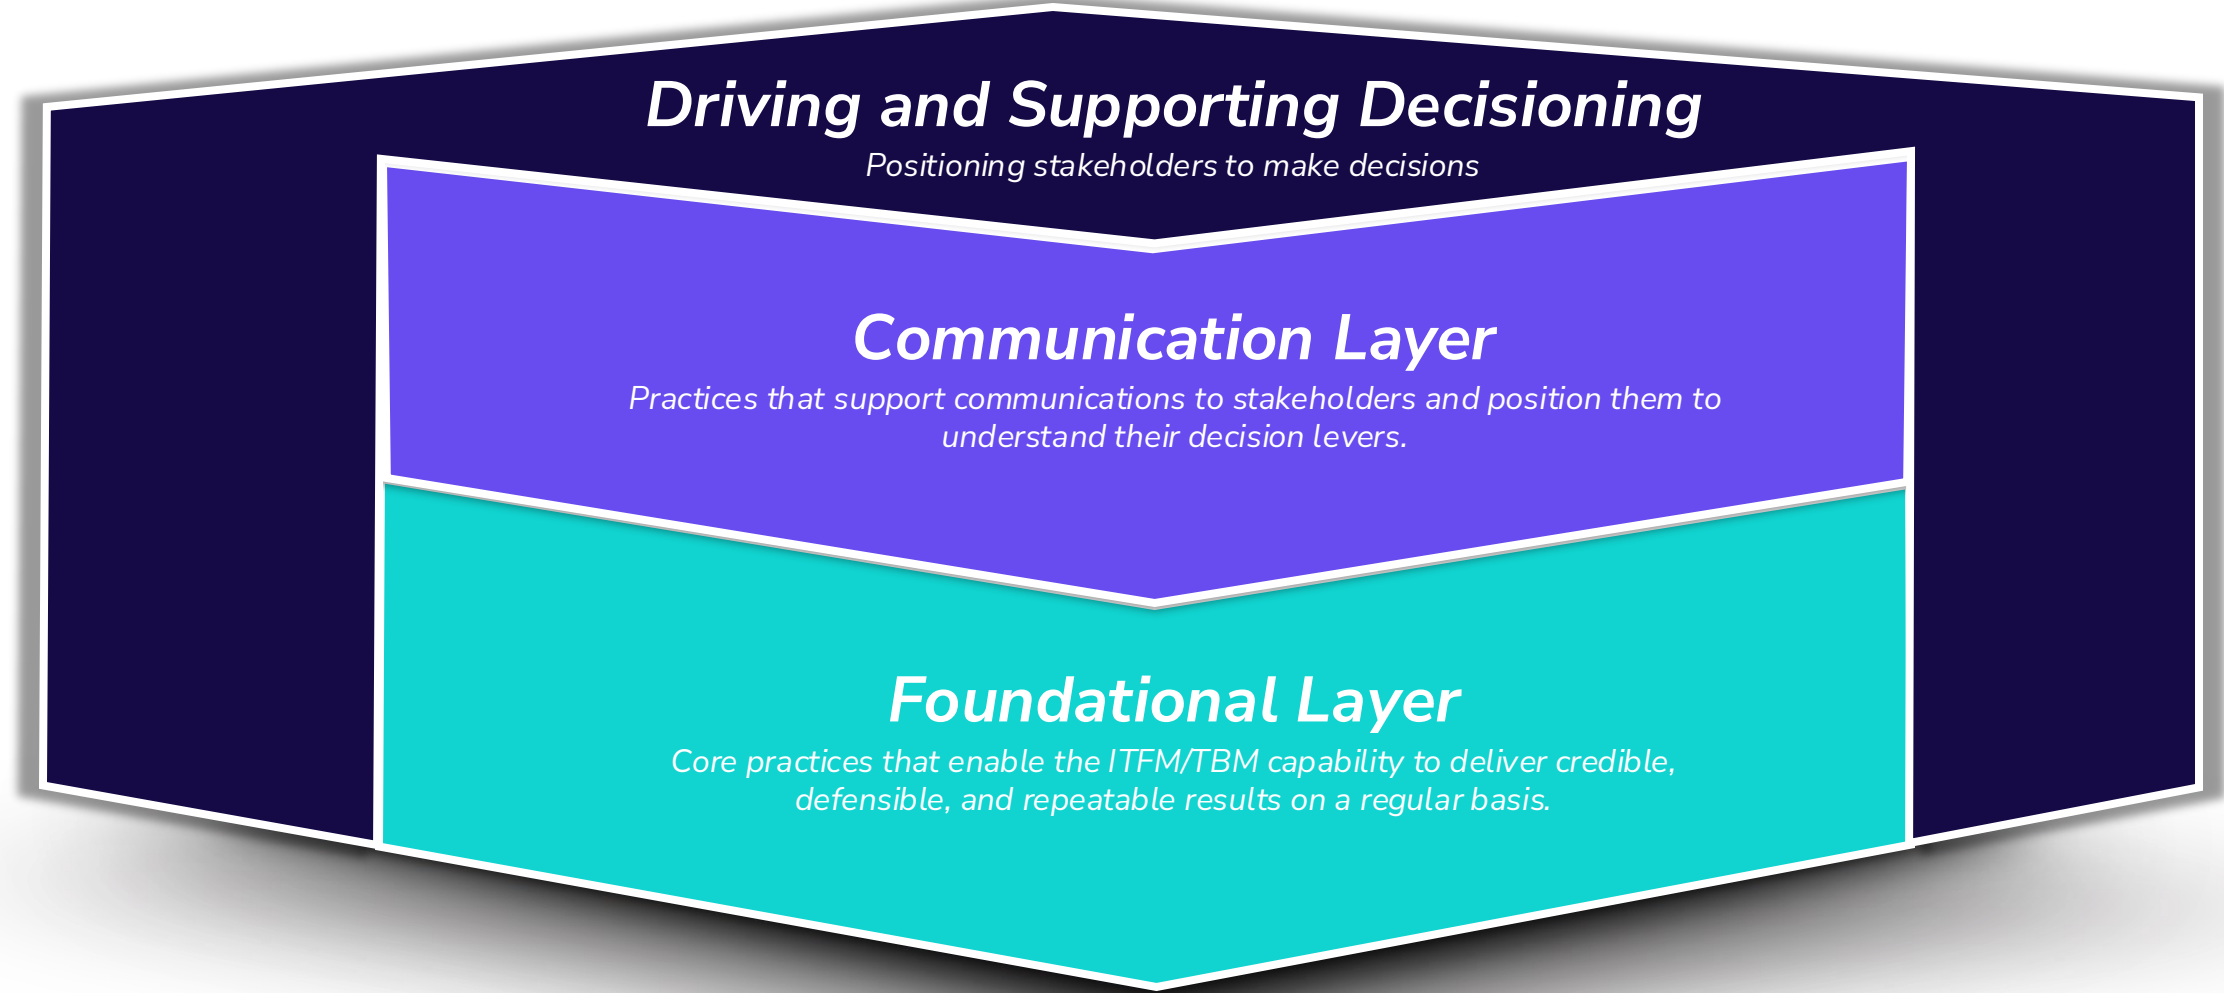 Driving and Supporting Decisioning
Positioning stakeholders to make decisions
Communication Layer
Practices that support communications to stakeholders and position them to
understand their decision levers.
Foundational Layer
Core practices that enable the ITFM/TBM capability to deliver credible,
defensible, and repeatable results on a regular basis.